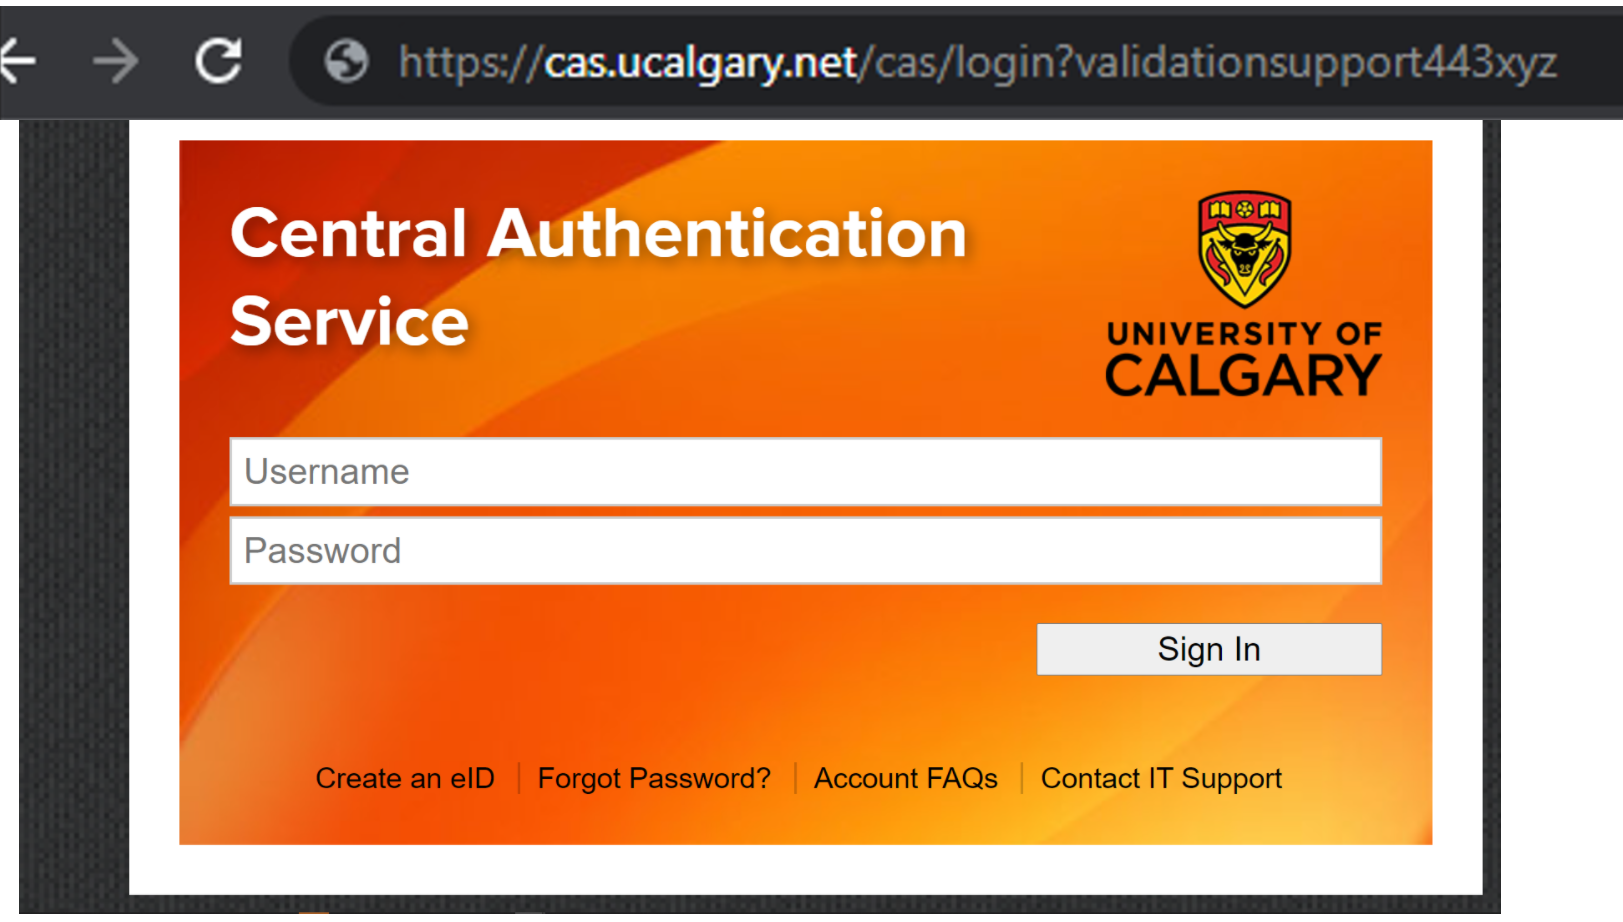 https://cas.ucalgary.net/cas/login?validationsupport443xyz
Central Authentication
Service
UNIVERSITY OF
CALGARY
Username
Password
Sign In
Create an eID | Forgot Password? | Account FAQs | Contact IT Support